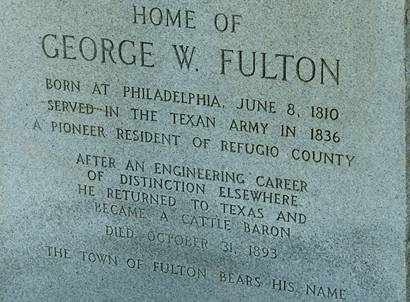 HOME OF
GEORGE W. FULTON
BORN AT PHILADELPHIA, JUNE 8, 1810
SERVED IN THE TEXAN ARMY IN 1836
A PIONEER RESIDENT OF REFUGIO COUNTY
AFTER AN ENGINEERING CAREER
OF DISTINCTION ELSEWHERE
HE RETURNED TO TEXAS AND
BECAME A CATTLE BARON
DIED, OCTOBER 31, 1893
THE TOWN OF FULTON BEARS HIS NAME